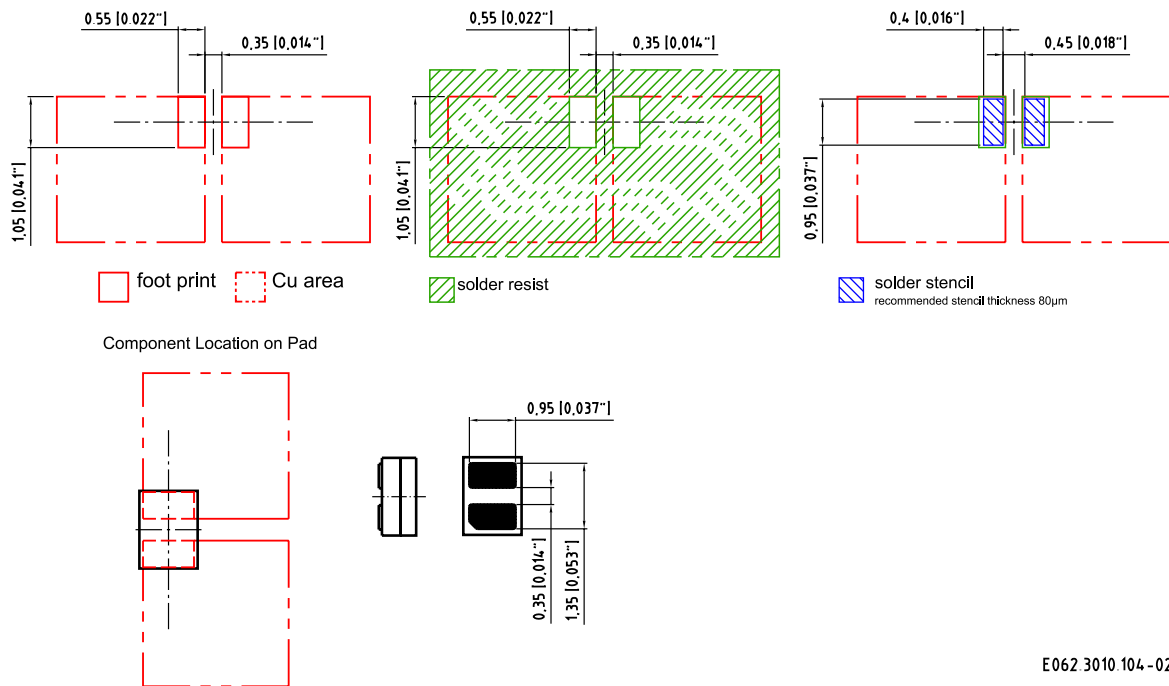 0.55 [0.022"]
0.35 [0.014"]
1.05 [0.041"]
0.55 [0.022"]
0.35 [0.014"]
1.05 [0.041"]
0.4 [0.016"]
0.45 [0.018"]
0.95 [0.037"]
foot print
Cu area
solder resist
solder stencil
recommended stencil thickness 80µm
Component Location on Pad
0.95 [0.037"]
0.35 [0.014"]
1.35 [0.053"]
E062.3010.104-02